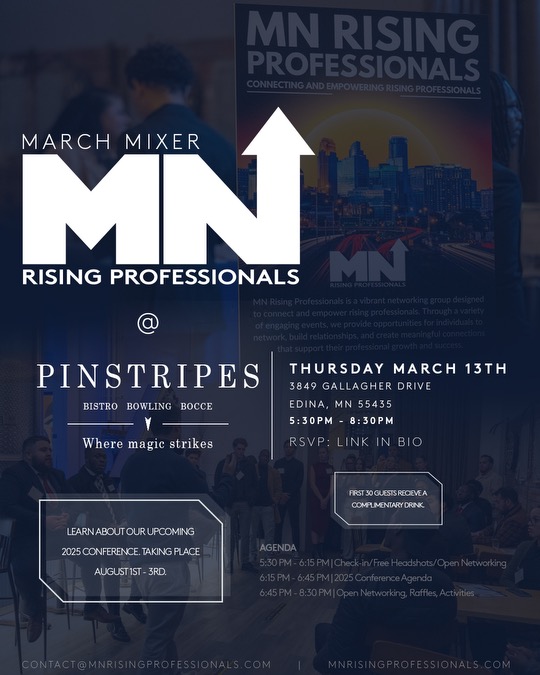 MN RISING
PROFESSIONALS
CONNECTING AND EMPOWERING RISING PROFESSIONALS
MARCH MIXER
MN
RISING PROFESSIONALS
MN
RISING PROFESSIONALS
MN Rising Professionals is a vibrant networking group designed
to connect and empower rising professionals. Through a variety
of engaging events, we provide opportunities for individuals to
network, build relationships, and create meaningful connections
that support their professional growth and success.
@
PINSTRIPES
BISTRO BOWLING BOCCE
Where magic strikes
THURSDAY MARCH 13TH
3849 GALLAGHER DRIVE
EDINA, MN 55435
5:30PM - 8:30PM
RSVP: LINK IN BIO
FIRST 30 GUESTS RECIEVE A
COMPLIMENTARY DRINK.
LEARN ABOUT OUR UPCOMING
2025 CONFERENCE. TAKING PLACE
AUGUST 1ST - 3RD.
AGENDA
5:30 PM - 6:15 PM | Check-in/Free Headshots/Open Networking
6:15 PM - 6:45 PM | 2025 Conference Agenda
6:45 PM - 8:30 PM | Open Networking, Raffles, Activities
CONTACT@MNRISINGPROFESSIONALS.COM | MNRISINGPROFESSIONALS.COM